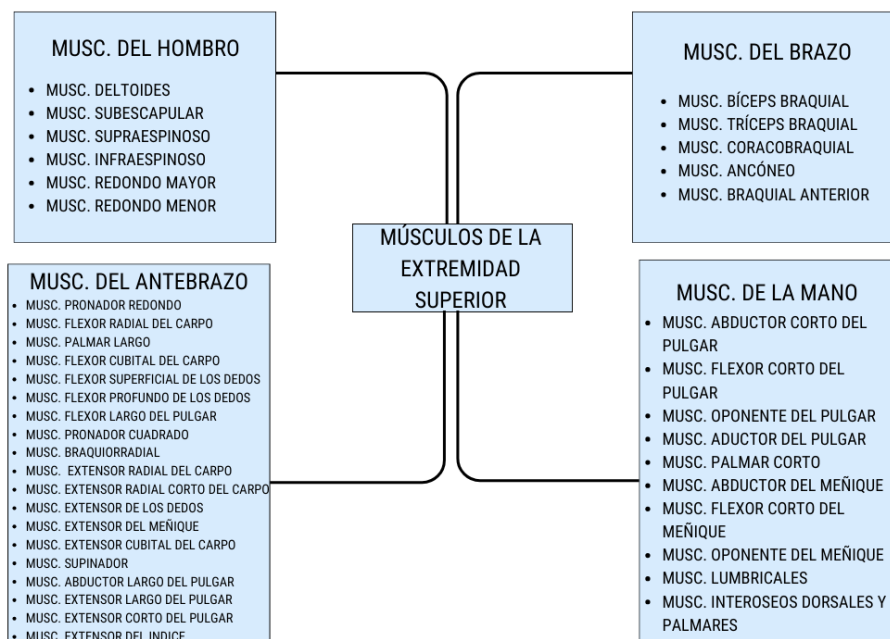 MUSC. DEL HOMBRO
• MUSC. DELTOIDES
• MUSC. SUBESCAPULAR
• MUSC. SUPRAESPINOSO
• MUSC. INFRAESPINOSO
• MUSC. REDONDO MAYOR
• MUSC. REDONDO MENOR
MUSC. DEL BRAZO
• MUSC. BÍCEPS BRAQUIAL
• MUSC. TRÍCEPS BRAQUIAL
• MUSC. CORACOBRAQUIAL
• MUSC. ANCÓNEO
• MUSC. BRAQUIAL ANTERIOR
MÚSCULOS DE LA
EXTREMIDAD
SUPERIOR
MUSC. DEL ANTEBRAZO
• MUSC. PRONADOR REDONDO
• MUSC. FLEXOR RADIAL DEL CARPO
• MUSC. PALMAR LARGO
• MUSC. FLEXOR CUBITAL DEL CARPO
• MUSC. FLEXOR SUPERFICIAL DE LOS DEDOS
• MUSC. FLEXOR PROFUNDO DE LOS DEDOS
• MUSC. FLEXOR LARGO DEL PULGAR
• MUSC. PRONADOR CUADRADO
• MUSC. BRAQUIORRADIAL
• MUSC. EXTENSOR RADIAL DEL CARPO
• MUSC. EXTENSOR RADIAL CORTO DEL CARPO
• MUSC. EXTENSOR DE LOS DEDOS
• MUSC. EXTENSOR DEL MEÑIQUE
• MUSC. EXTENSOR CUBITAL DEL CARPO
• MUSC. SUPINADOR
• MUSC. ABDUCTOR LARGO DEL PULGAR
• MUSC. EXTENSOR LARGO DEL PULGAR
• MUSC. EXTENSOR CORTO DEL PULGAR
• MUSC. EXTENSOR DEL INDICE
MUSC. DE LA MANO
• MUSC. ABDUCTOR CORTO DEL
PULGAR
• MUSC. FLEXOR CORTO DEL
PULGAR
• MUSC. OPONENTE DEL PULGAR
• MUSC. ADUCTOR DEL PULGAR
• MUSC. PALMAR CORTO
• MUSC. ABDUCTOR DEL MEÑIQUE
• MUSC. FLEXOR CORTO DEL
MEÑIQUE
• MUSC. OPONENTE DEL MEÑIQUE
• MUSC. LUMBRICALES
• MUSC. INTEROSEOS DORSALES Y
PALMARES